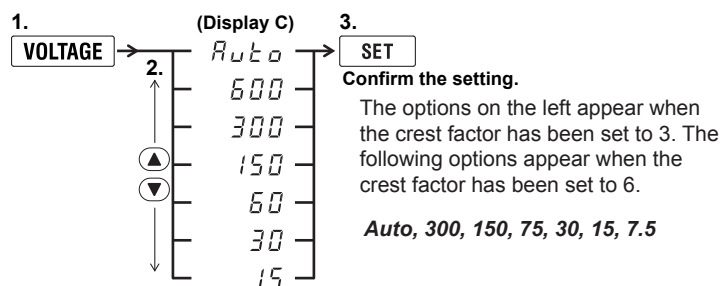 1.
(Display C)
3.
VOLTAGE
Auto
SET
2.
Confirm the setting.
600
300
150
60
30
15
The options on the left appear when
the crest factor has been set to 3. The
following options appear when the
crest factor has been set to 6.
Auto, 300, 150, 75, 30, 15, 7.5